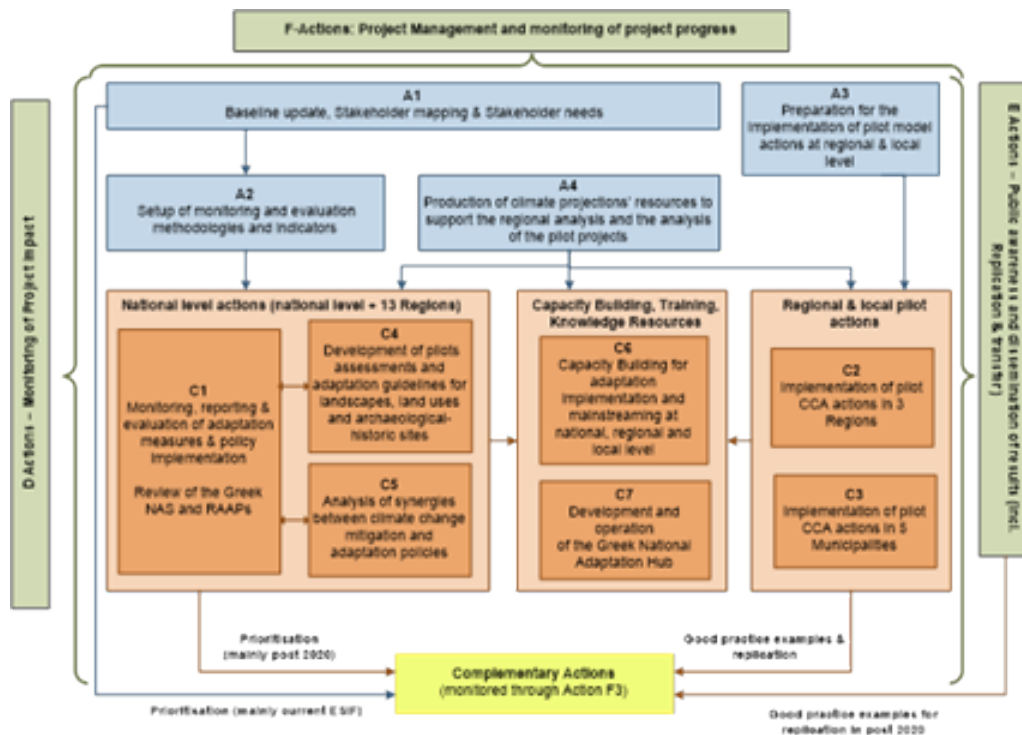 F-Actions: Project Management and monitoring of project progress
A1
Baseline update, Stakeholder mapping & Stakeholder needs
A3
Preparation for the
implementation of pilot model
actions at regional & local
level
A2
Setup of monitoring and evaluation
methodologies and indicators
A4
Production of climate projections' resources to
support the regional analysis and the analysis
of the pilot projects
D Actions – Monitoring of Project Impact
E Actions – Public awareness and dissemination of results (incl.
Replication & transfer)
National level actions (national level + 13 Regions)
C1
Monitoring, reporting &
evaluation of adaptation
measures & policy
implementation
Review of the Greek
NAS and RAAPs
C4
Development of pilots
assessments and
adaptation guidelines for
landscapes, land uses
and archaeological-
historic sites
C5
Analysis of synergies
between climate change
mitigation and
adaptation policies
Capacity Building, Training,
Knowledge Resources
C6
Capacity Building for
adaptation
implementation and
mainstreaming at
national, regional and
local level
C7
Development and
operation
of the Greek National
Adaptation Hub
Regional & local pilot
actions
C2
Implementation of pilot
CCA actions in 3
Regions
C3
Implementation of pilot
CCA actions in 5
Municipalities
Prioritisation
(mainly post 2020)
Good practice examples &
replication
Complementary Actions
(monitored through Action F3)
Prioritisation (mainly current ESIF)
Good practice examples for
replication in post 2020